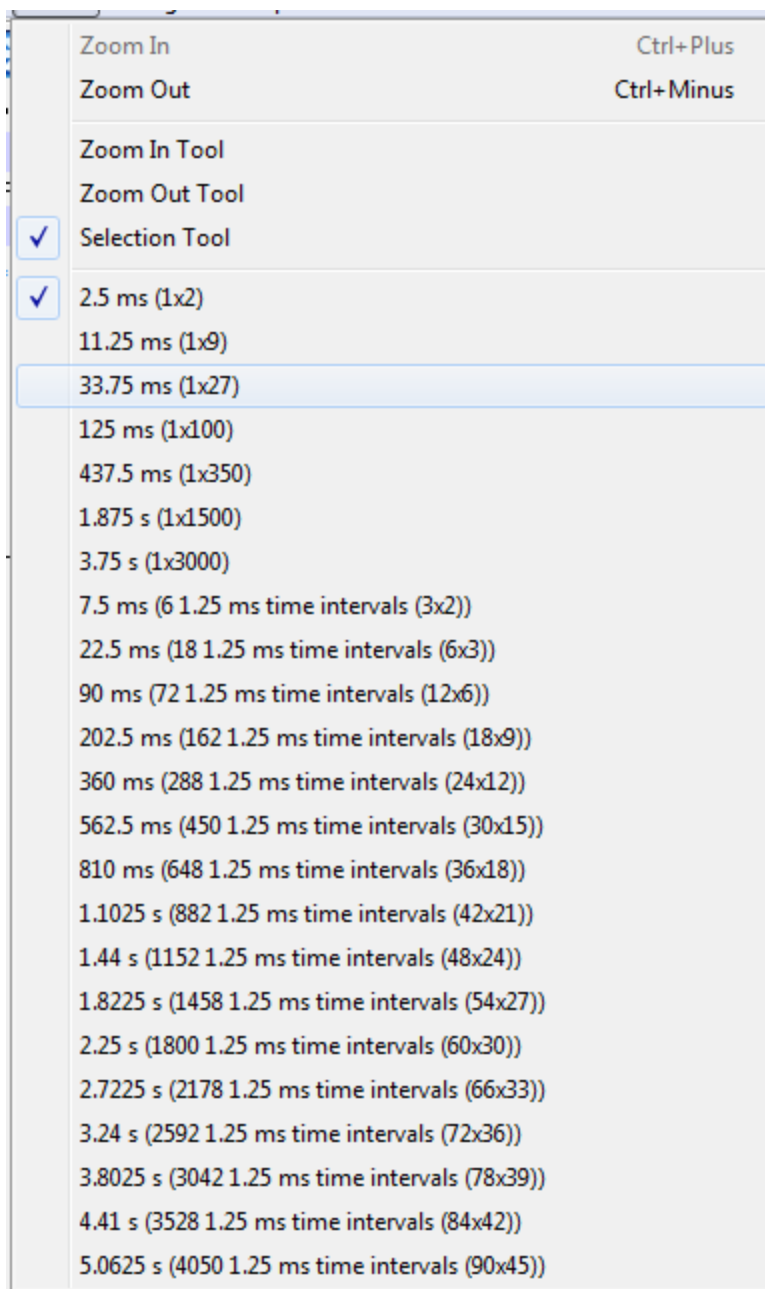 Zoom In Ctrl+Plus
Zoom Out Ctrl+Minus
Zoom In Tool
Zoom Out Tool
Selection Tool
2.5 ms (1x2)
11.25 ms (1x9)
33.75 ms (1x27)
125 ms (1x100)
437.5 ms (1x350)
1.875 s (1x1500)
3.75 s (1x3000)
7.5 ms (6 1.25 ms time intervals (3x2))
22.5 ms (18 1.25 ms time intervals (6x3))
90 ms (72 1.25 ms time intervals (12x6))
202.5 ms (162 1.25 ms time intervals (18x9))
360 ms (288 1.25 ms time intervals (24x12))
562.5 ms (450 1.25 ms time intervals (30x15))
810 ms (648 1.25 ms time intervals (36x18))
1.1025 s (882 1.25 ms time intervals (42x21))
1.44 s (1152 1.25 ms time intervals (48x24))
1.8225 s (1458 1.25 ms time intervals (54x27))
2.25 s (1800 1.25 ms time intervals (60x30))
2.7225 s (2178 1.25 ms time intervals (66x33))
3.24 s (2592 1.25 ms time intervals (72x36))
3.8025 s (3042 1.25 ms time intervals (78x39))
4.41 s (3528 1.25 ms time intervals (84x42))
5.0625 s (4050 1.25 ms time intervals (90x45))